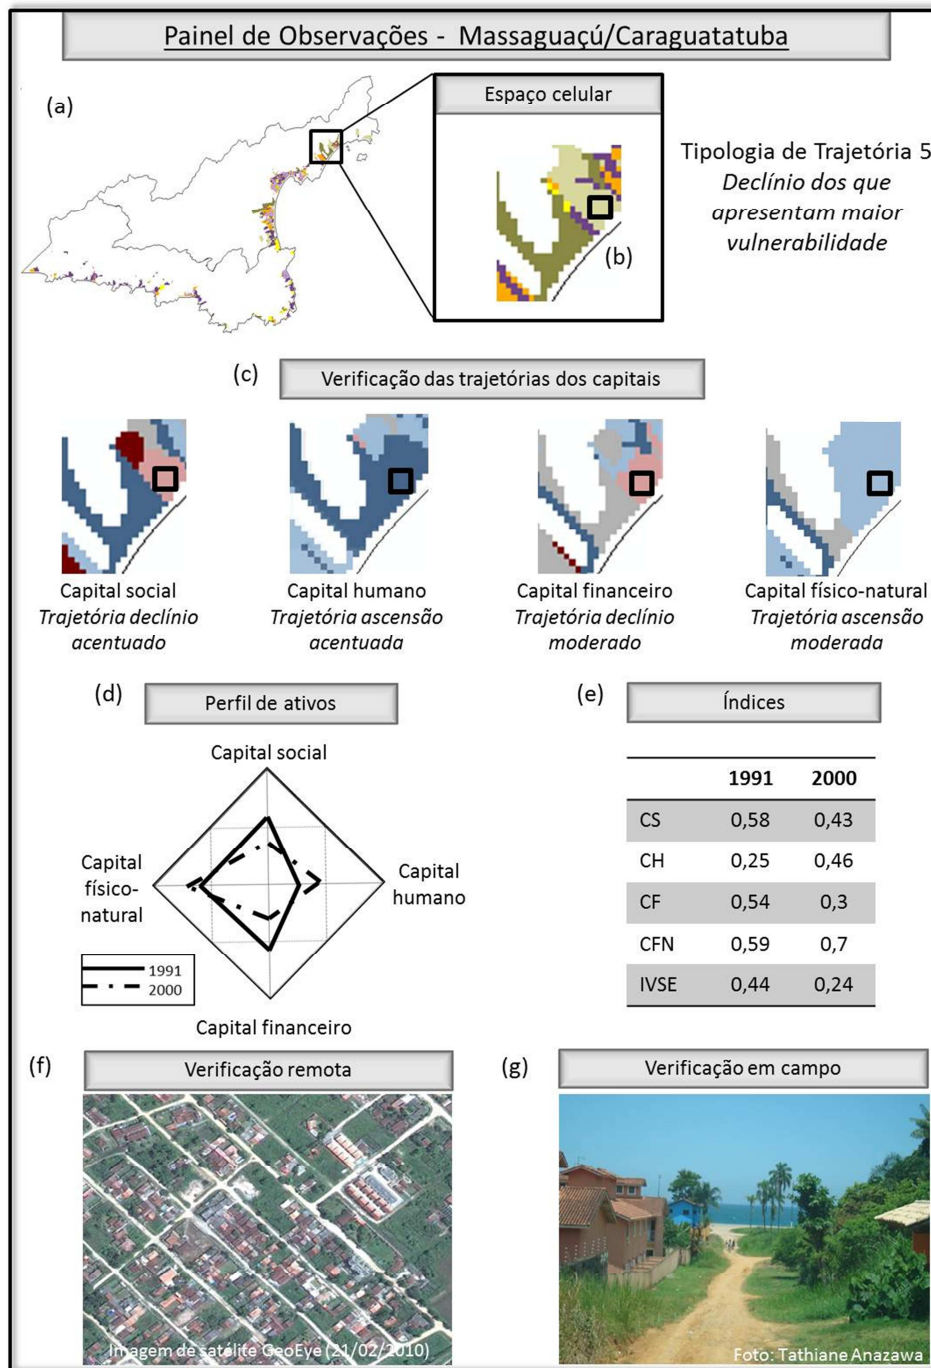 Painel de Observações - Massaguaçú/Caraguatatuba
(a)
Espaço celular
(b)
Tipologia de Trajetória 5
Declínio dos que
apresentam maior
vulnerabilidade
(c)
Verificação das trajetórias dos capitais
Capital social
Trajetória declínio
acentuado
Capital humano
Trajetória ascensão
acentuada
Capital financeiro
Trajetória declínio
moderado
Capital físico-natural
Trajetória ascensão
moderada
(d)
Perfil de ativos
Capital social
Capital
físico-
natural
Capital
humano
1991
2000
Capital financeiro
(e)
Índices
1991 2000
CS 0,58 0,43
CH 0,25 0,46
CF 0,54 0,3
CFN 0,59 0,7
IVSE 0,44 0,24
(f)
Verificação remota
Imagem de satélite GeoEye (21/02/2010)
(g)
Verificação em campo
Foto: Tathiane Anazawa